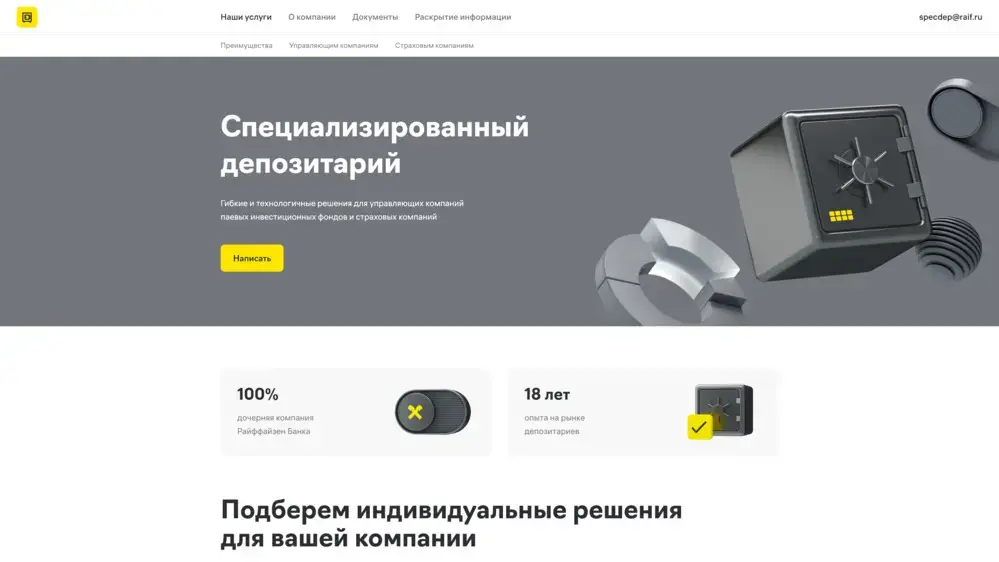 Наши услуги О компании Документы Раскрытие информации specdep@raif.ru
Преимущества Управляющим компаниям Страховым компаниям
Специализированный
депозитарий
Гибкие и технологичные решения для управляющих компаний
паевых инвестиционных фондов и страховых компаний
Написать
100%
дочерняя компания
Райффайзен Банка
18 лет
опыта на рынке
депозитариев
Подберем индивидуальные решения
для вашей компании